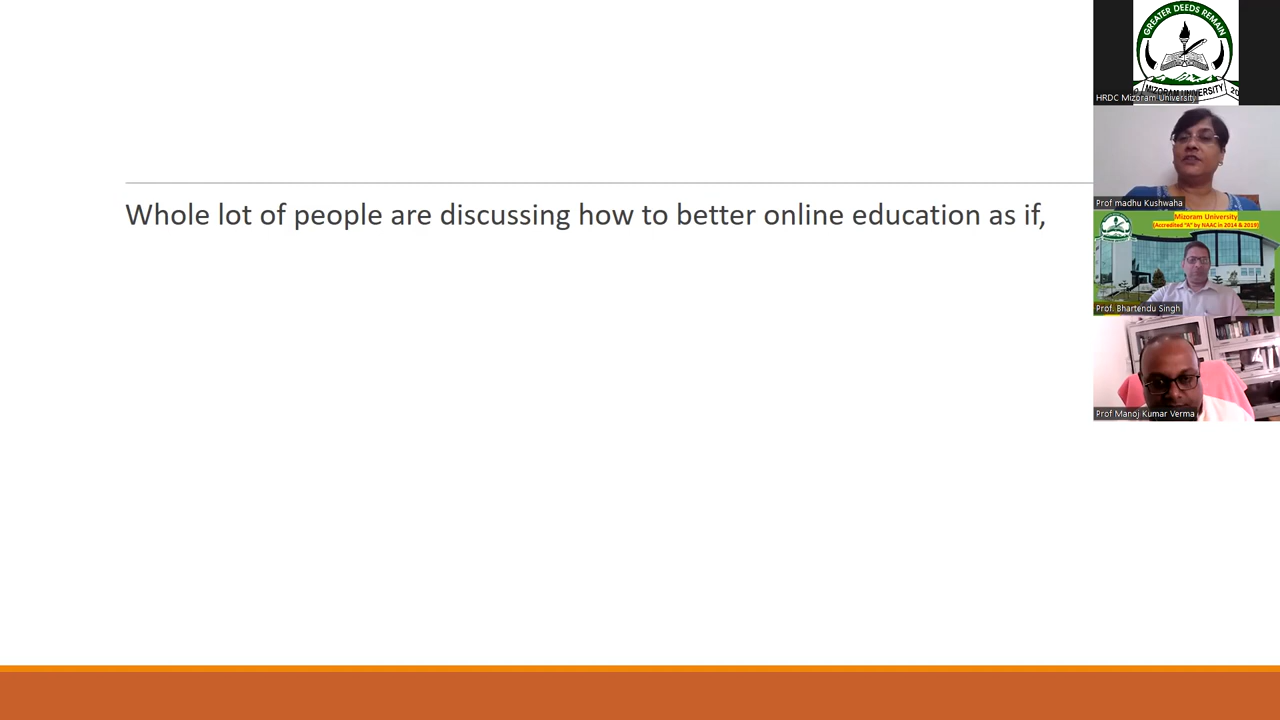 Whole lot of people are discussing how to better online education as if,
GREATER DEEDS REMAIN
MIZORAM UNIVERSITY
HRDC Mizoram University
Prof madhu Kushwaha
Mizoram University
(Accredited "A" by NAAC in 2014 & 2019)
Prof. Bhartendu Singh
Prof Manoj Kumar Verma